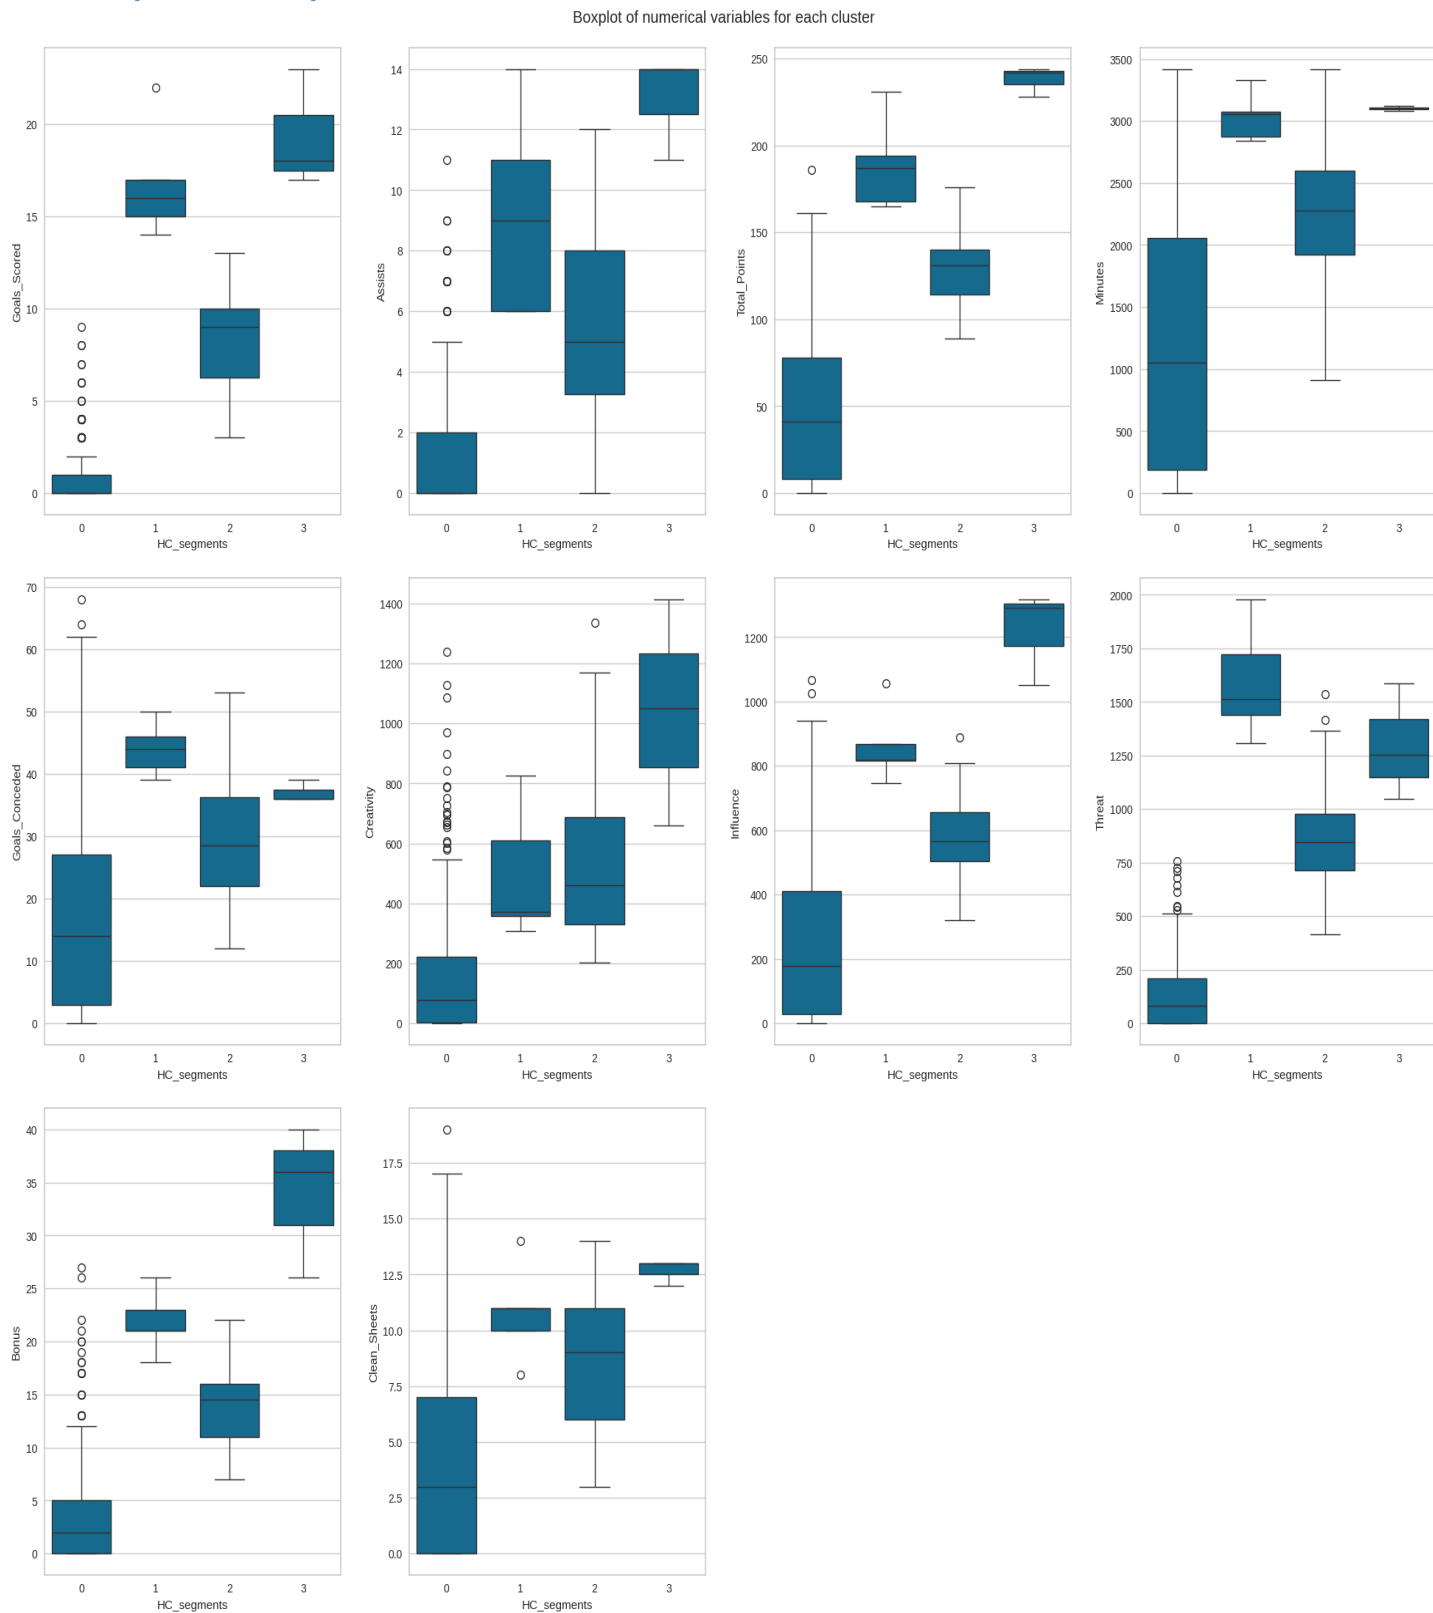 Boxplot of numerical variables for each cluster
Goals_Scored
20
15
10
5
0
0 1 2 3
HC_segments
Assists
14
12
10
8
6
4
2
0
0 1 2 3
HC_segments
Total_Points
250
200
150
100
50
0
0 1 2 3
HC_segments
Minutes
3500
3000
2500
2000
1500
1000
500
0
0 1 2 3
HC_segments
Goals_Conceded
70
60
50
40
30
20
10
0
0 1 2 3
HC_segments
Creativity
1400
1200
1000
800
600
400
200
0
0 1 2 3
HC_segments
Influence
1200
1000
800
600
400
200
0
0 1 2 3
HC_segments
Threat
2000
1750
1500
1250
1000
750
500
250
0
0 1 2 3
HC_segments
Bonus
40
35
30
25
20
15
10
5
0
0 1 2 3
HC_segments
Clean_Sheets
17.5
15.0
12.5
10.0
7.5
5.0
2.5
0.0
0 1 2 3
HC_segments